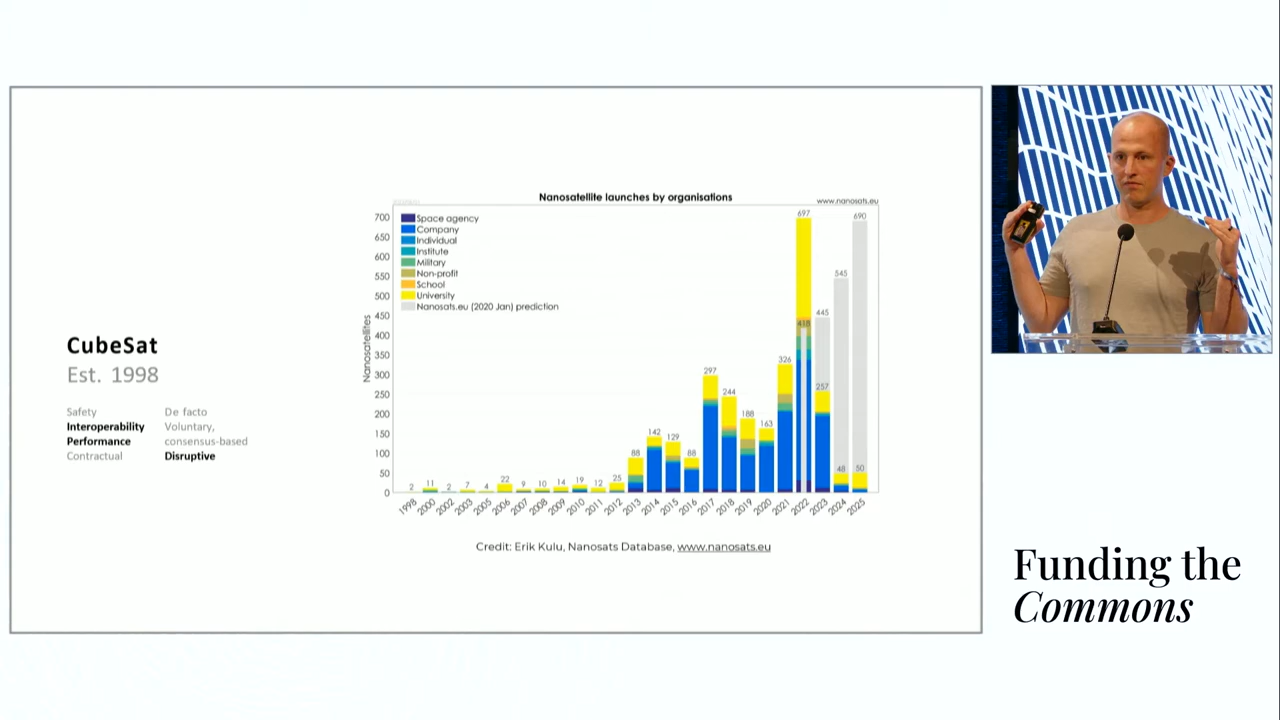 CubeSat
Est. 1998
Safety
Interoperability
Performance
Contractual
De facto
Voluntary,
consensus-based
Disruptive
Nanosatellite launches by organisations
www.nanosats.eu
Space agency
Company
Individual
Institute
Military
Non-profit
School
University
Nanosats.eu (2020 Jan) prediction
Nanosatellites
700
650
600
550
500
450
400
350
300
250
200
150
100
50
0
2
11
2
7
4
22
9
10
14
19
12
25
88
142
129
88
297
244
188
163
326
697
445
257
545
48
690
50
1998
2000
2002
2003
2005
2006
2007
2008
2009
2010
2011
2012
2013
2014
2015
2016
2017
2018
2019
2020
2021
2022
2023
2024
2025
Credit: Erik Kulu, Nanosats Database, www.nanosats.eu
Funding the
Commons